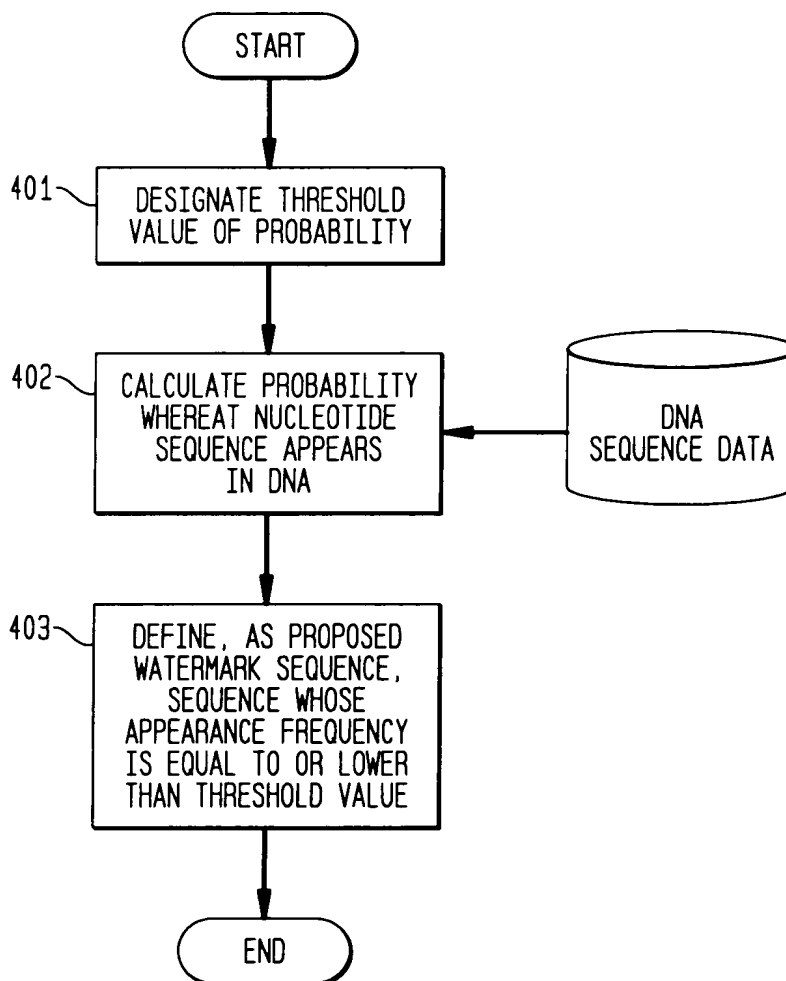 START
401
DESIGNATE THRESHOLD
VALUE OF PROBABILITY
402
CALCULATE PROBABILITY
WHEREAT NUCLEOTIDE
SEQUENCE APPEARS
IN DNA
DNA
SEQUENCE DATA
403
DEFINE, AS PROPOSED
WATERMARK SEQUENCE,
SEQUENCE WHOSE
APPEARANCE FREQUENCY
IS EQUAL TO OR LOWER
THAN THRESHOLD VALUE
END